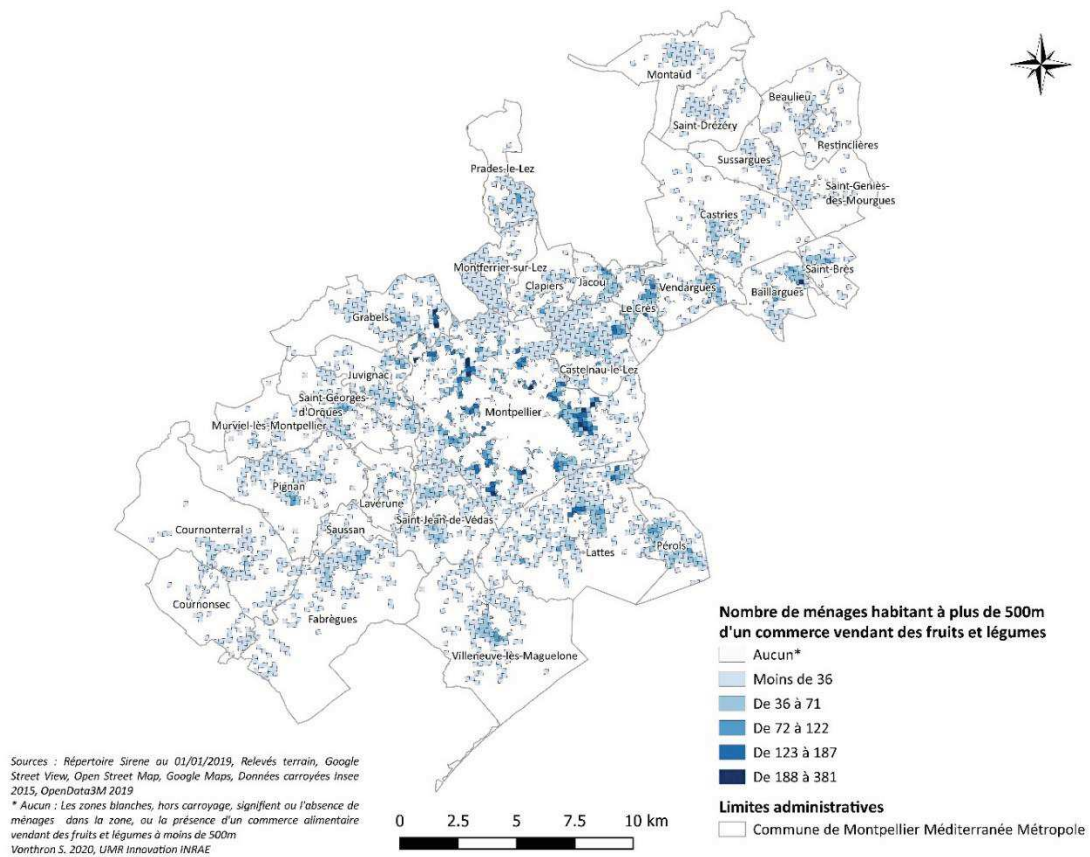 Montaud
Beaulieu
Saint-Drézéry
Restinclières
Sussargues
Prades-le-Lez
Saint-Geniès-
des-Mourgues
Castries
Montferrier-sur-Lez
Saint-Brès
Clapiers
Jacou
Vendargues
Baillargues
Le Crès
Grabels
Castelnau-le-Lez
Juvignac
Saint-Georges
d'Orques
Montpellier
Murviel-lès-Montpellier
Pignan
Lavérune
Saint-Jean-de-Védas
Cournonterral
Saussan
Lattes
Pérols
Cournonsec
Fabrègues
Villeneuve-lès-Maguelone
Nombre de ménages habitant à plus de 500m
d'un commerce vendant des fruits et légumes
Aucun*
Moins de 36
De 36 à 71
De 72 à 122
De 123 à 187
De 188 à 381
Limites administratives
Commune de Montpellier Méditerranée Métropole
Sources : Répertoire Sirene au 01/01/2019, Relevés terrain, Google
Street View, Open Street Map, Google Maps, Données carroyées Insee
2015, OpenData3M 2019
* Aucun : Les zones blanches, hors carroyage, signifient ou l'absence de
ménages dans la zone, ou la présence d'un commerce alimentaire
vendant des fruits et légumes à moins de 500m
Vonthron S. 2020, UMR Innovation INRAE
0 2.5 5 7.5 10 km